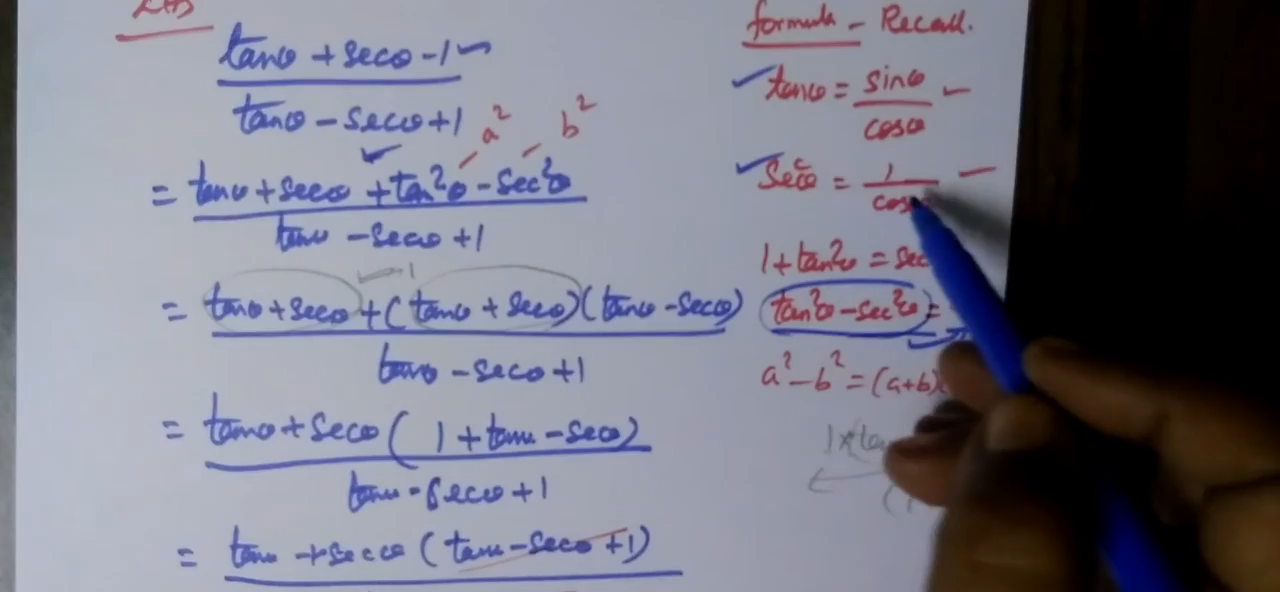 LHS
tanθ + secθ - 1
tanθ - secθ + 1
a² b²
= tanθ + secθ + tan²θ - sec²θ
tanθ - secθ + 1
= tanθ + secθ + (tanθ + secθ)(tanθ - secθ)
tanθ - secθ + 1
= tanθ + secθ (1 + tanθ - secθ)
tanθ - secθ + 1
= tanθ + secθ (tanθ - secθ + 1)
formula - Recall.
tanθ = sinθ
cosθ
secθ = 1
cosθ
1 + tan²θ = sec
tan²θ - sec²θ =
a² - b² = (a+b)